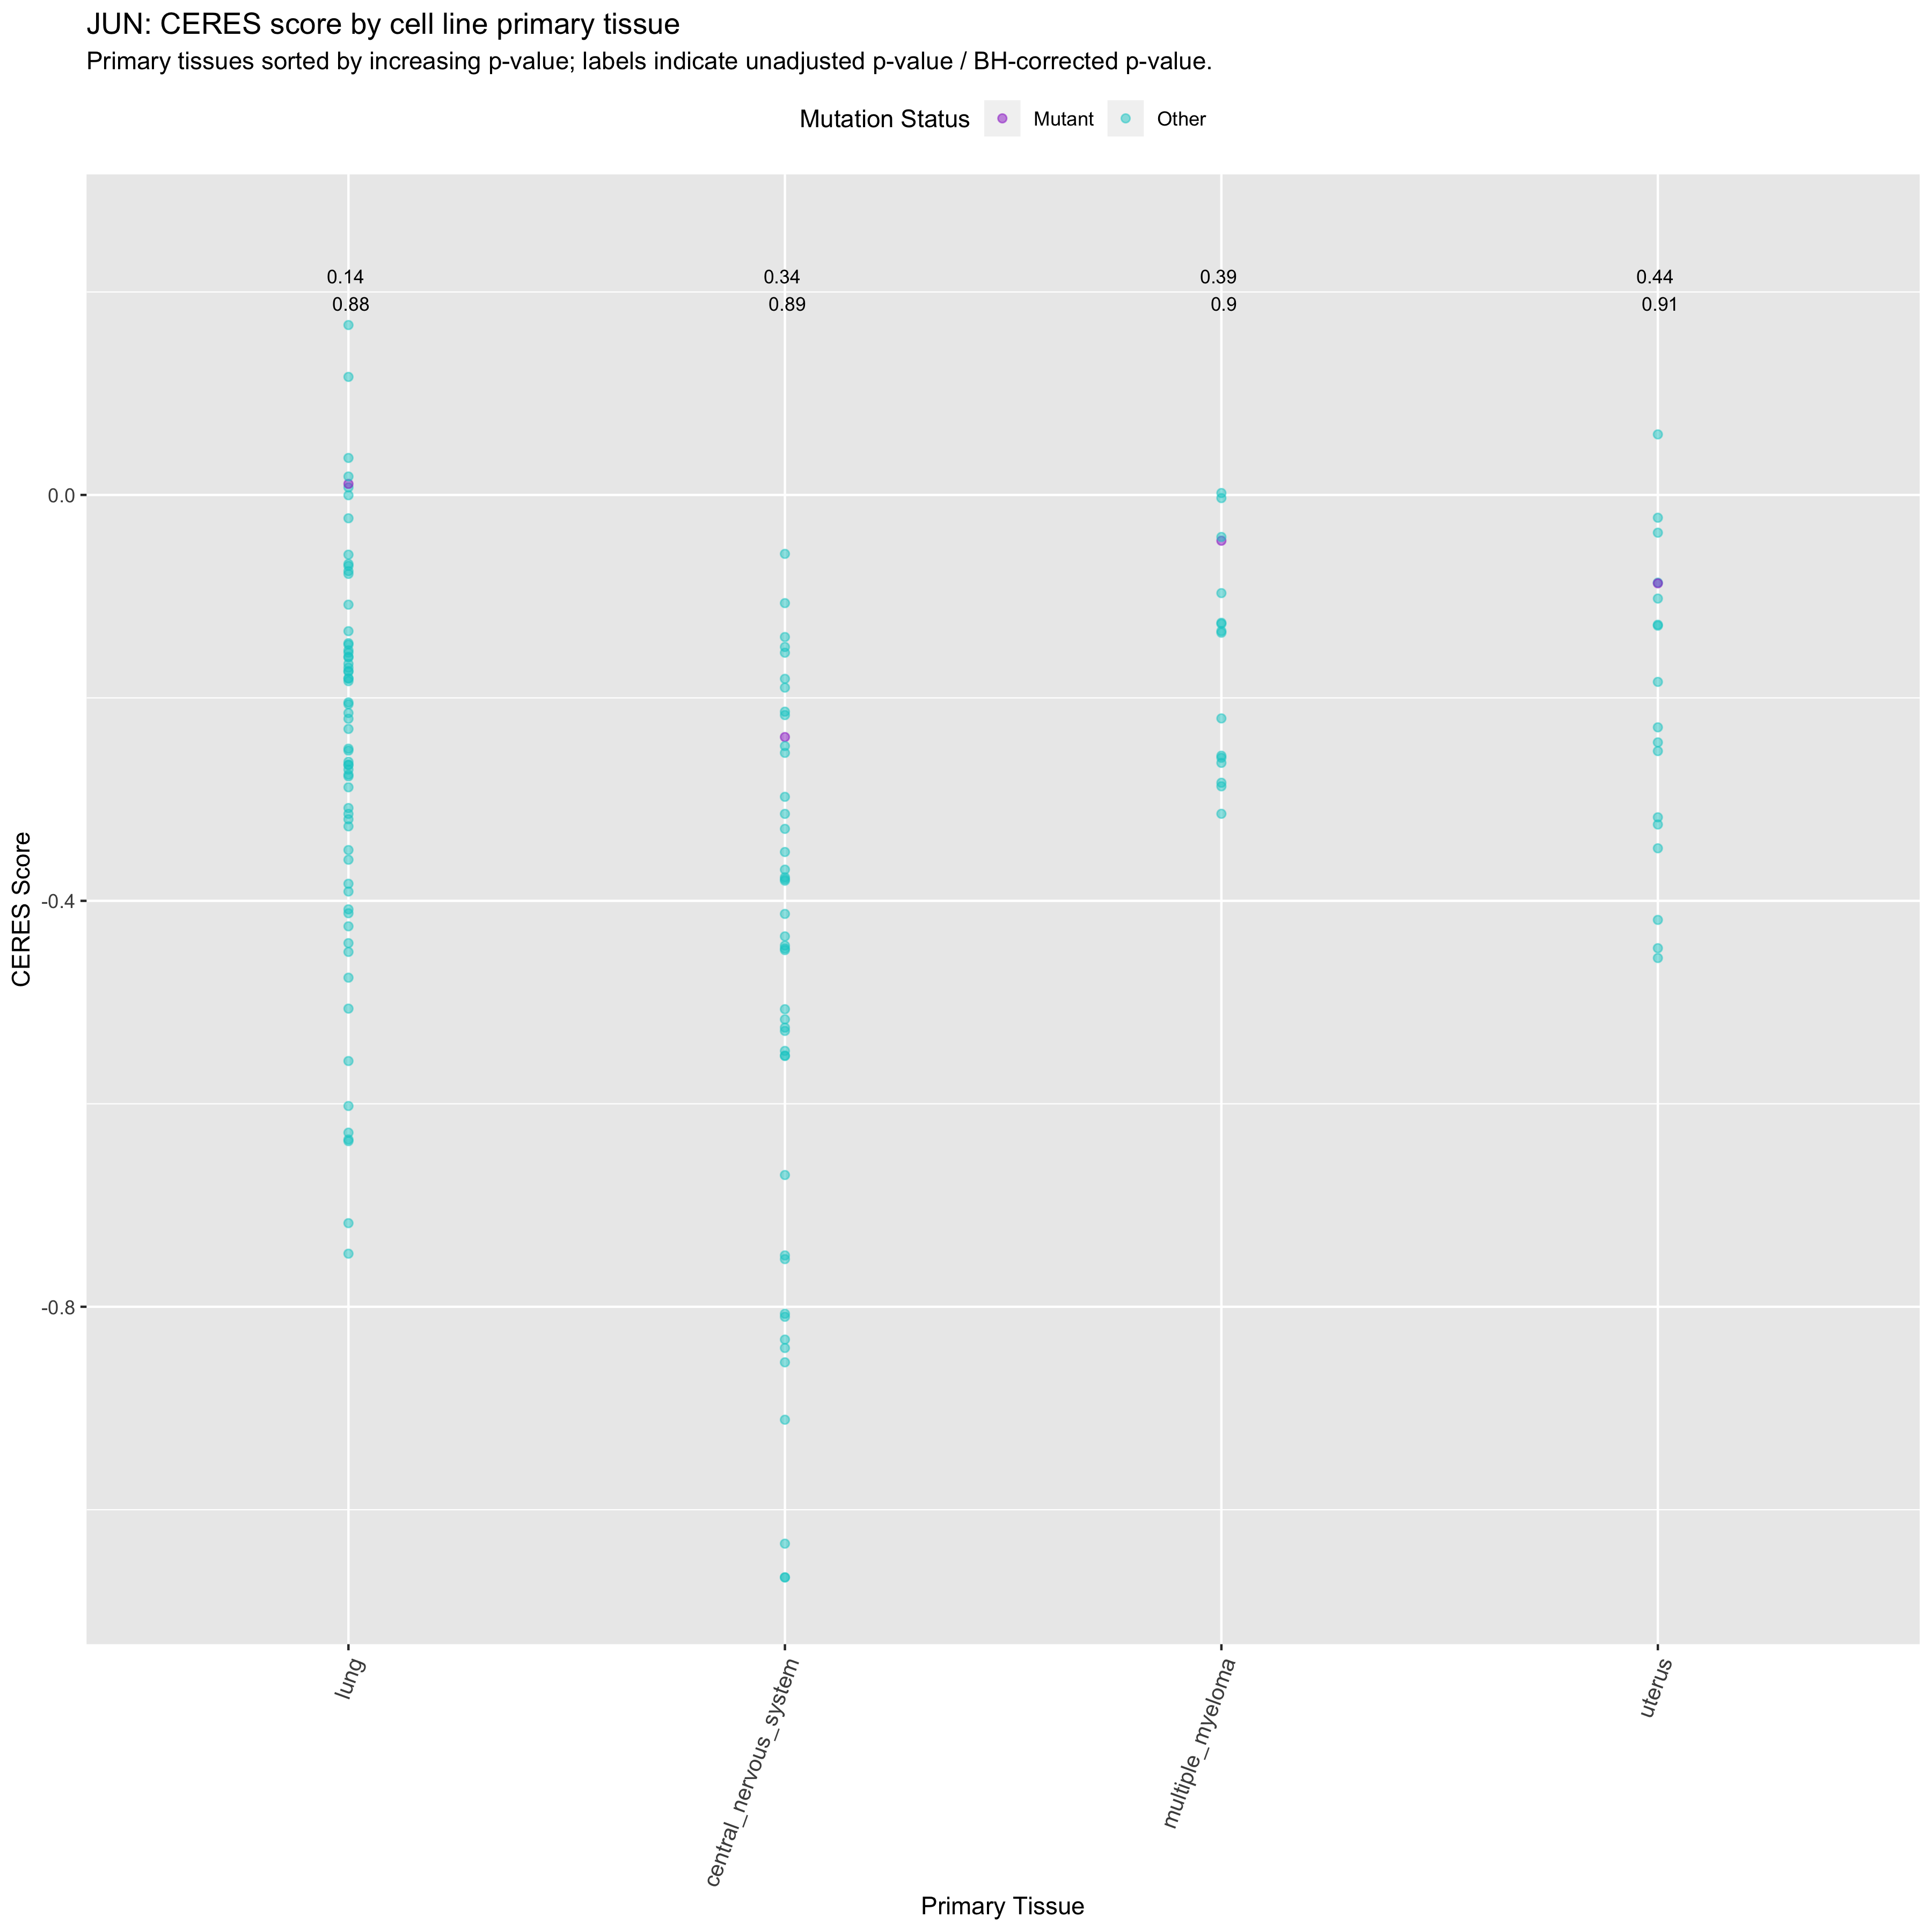 JUN: CERES score by cell line primary tissue
Primary tissues sorted by increasing p-value; labels indicate unadjusted p-value / BH-corrected p-value.
Mutation Status Mutant Other
0.14 0.34 0.39 0.44
0.88 0.89 0.9 0.91
0.0
-0.4
-0.8
CERES Score
lung
central_nervous_system
multiple_myeloma
uterus
Primary Tissue